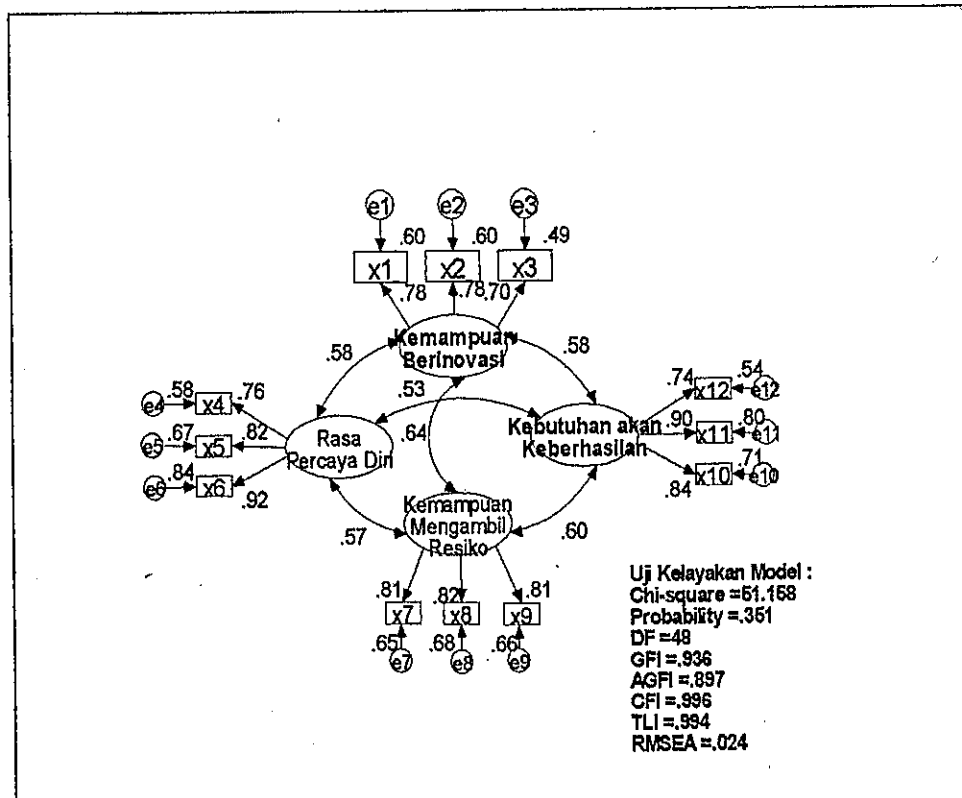 e1 e2 e3
.60 .60 .49
x1 x2 x3
.78 .78 .70
Kemampuan
Berinovasi
.58 .58
.53
e4 .58 x4 .76
e5 .67 x5 .82
e6 .84 x6 .92
Rasa
Percaya Diri
.64
Kebutuhan akan
Keberhasilan
.74 x12 .54 e12
.90 x11 .80 e11
.84 x10 .71 e10
Kemampuan
Mengambil
Resiko
.57 .60
.81 .82 .81
x7 x8 x9
.65 .68 .66
e7 e8 e9
Uji Kelayakan Model :
Chi-square =51.158
Probability =.351
DF =48
GFI =.936
AGFI =.897
CFI =.996
TLI =.994
RMSEA =.024